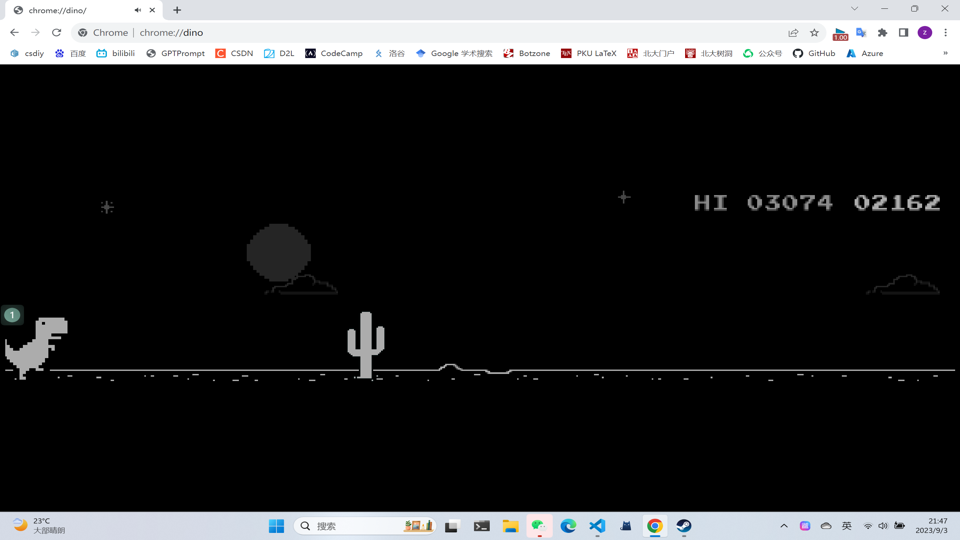 chrome://dino/
Chrome | chrome://dino
1.00
z
csdiy
百度
bilibili
GPTPrompt
CSDN
D2L
CodeCamp
洛谷
Google 学术搜索
Botzone
PKU LaTeX
北大门户
北大树洞
公众号
GitHub
Azure
»
HI 03074 02162
1
23°C
大部晴朗
搜索
英
21:47
2023/9/3